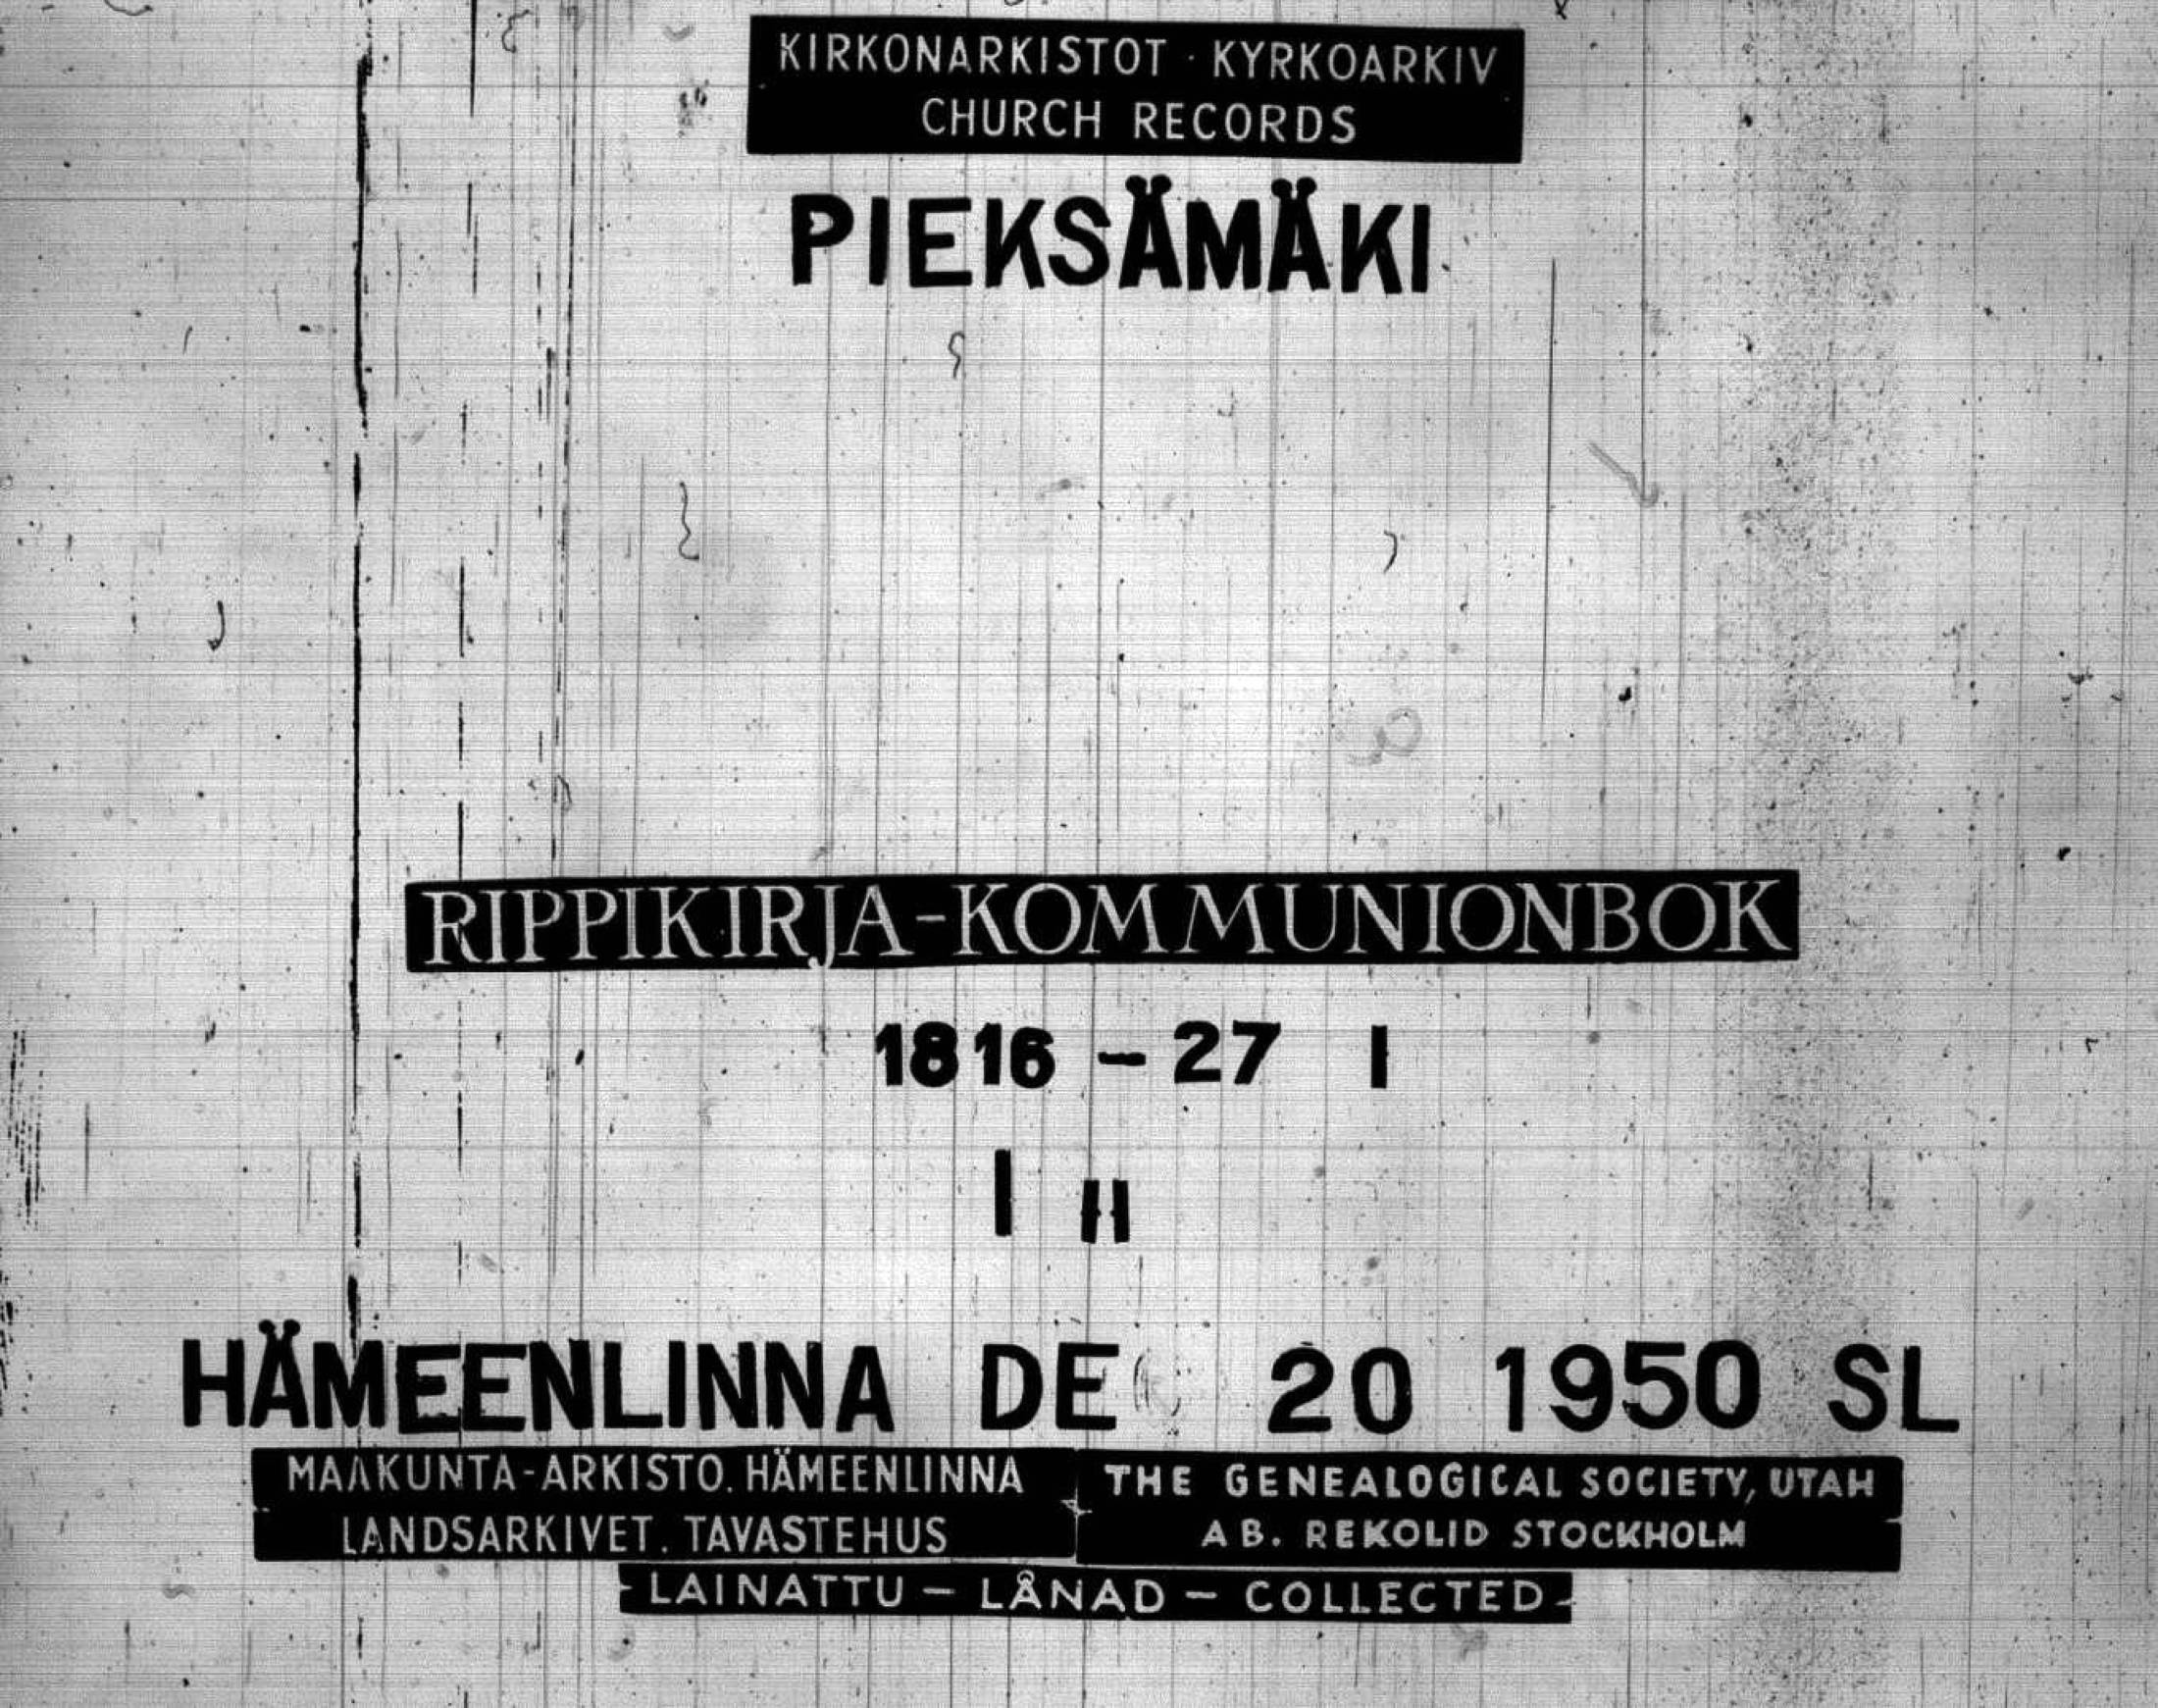 KIRKONARKISTOT · KYRKOARKIV
CHURCH RECORDS
PIEKSÄMÄKI
RIPPIKIRJA-KOMMUNIONBOK
1816 – 27 I
I II
HÄMEENLINNA DE 20 1950 SL
MAAKUNTA-ARKISTO. HÄMEENLINNA
LANDSARKIVET. TAVASTEHUS
THE GENEALOGICAL SOCIETY, UTAH
AB. REKOLID STOCKHOLM
LAINATTU – LÅNAD – COLLECTED